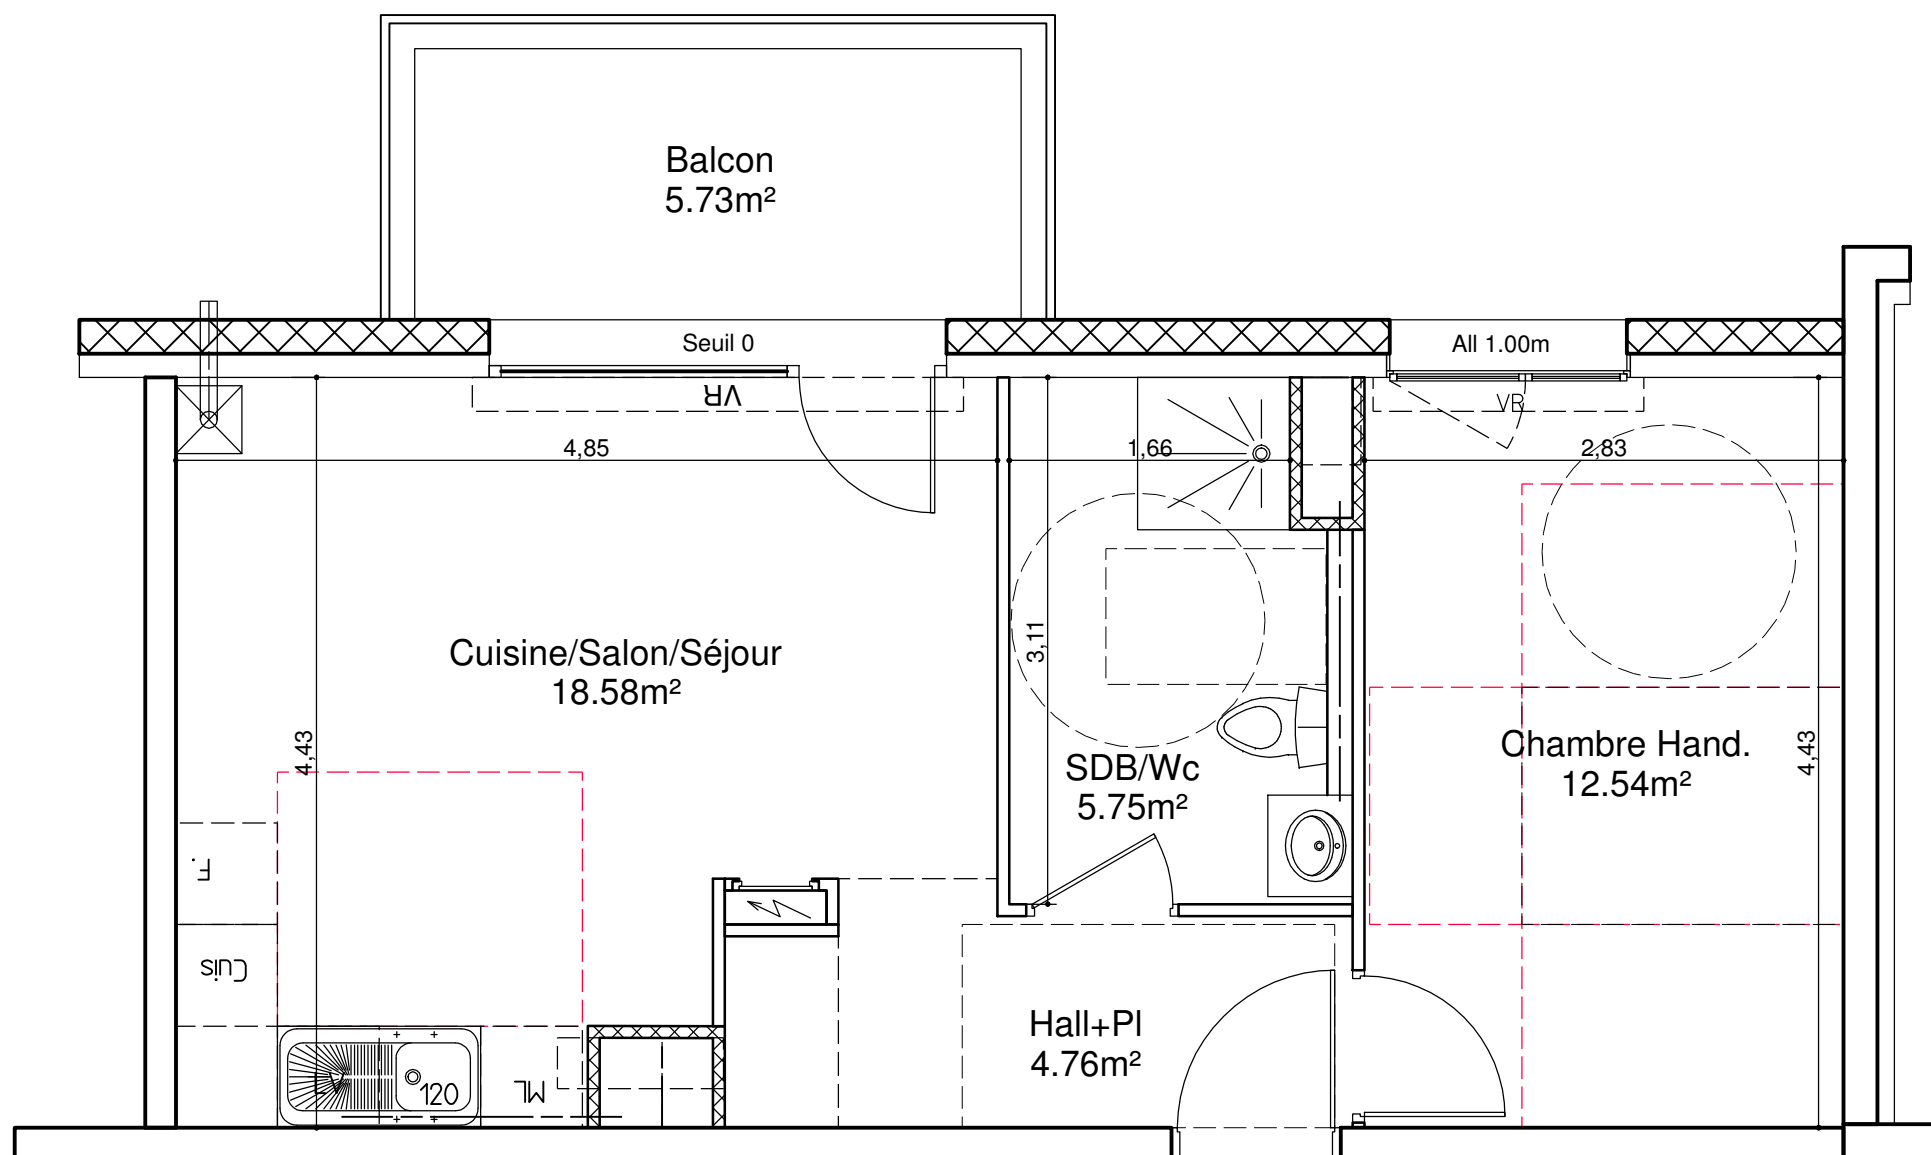 Balcon
5.73m²
Seuil 0
All 1.00m
VR
VR
4,85
1,66
2,83
Cuisine/Salon/Séjour
18.58m²
3,11
4,43
4,43
Chambre Hand.
12.54m²
SDB/Wc
5.75m²
F.
Cuis
Hall+Pl
4.76m²
LV
120
ML